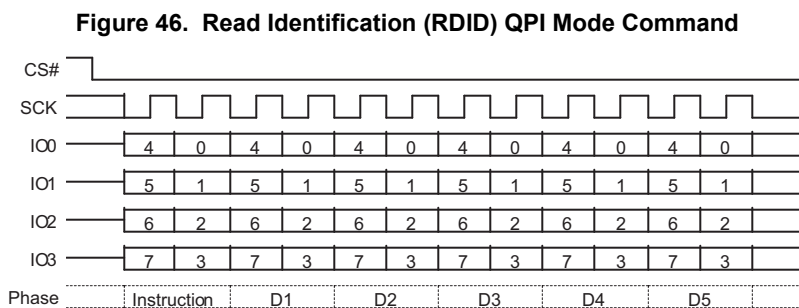 Figure 46. Read Identification (RDID) QPI Mode Command
CS#
SCK
IO0 4 0 4 0 4 0 4 0 4 0 4 0
IO1 5 1 5 1 5 1 5 1 5 1 5 1
IO2 6 2 6 2 6 2 6 2 6 2 6 2
IO3 7 3 7 3 7 3 7 3 7 3 7 3
Phase Instruction D1 D2 D3 D4 D5